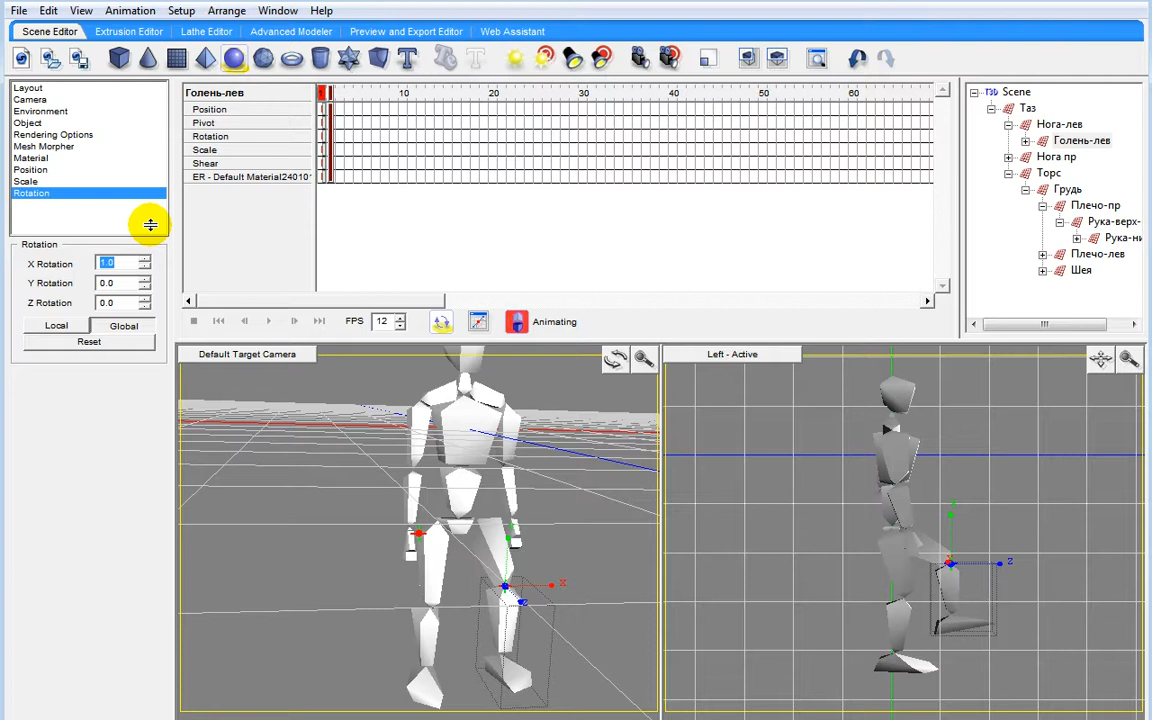 File Edit View Animation Setup Arrange Window Help
Scene Editor Extrusion Editor Lathe Editor Advanced Modeler Preview and Export Editor Web Assistant
Layout
Camera
Environment
Object
Rendering Options
Mesh Morpher
Material
Position
Scale
Rotation
Rotation
X Rotation 1.0
Y Rotation 0.0
Z Rotation 0.0
Local Global
Reset
Голень-лев 10 20 30 40 50 60
Position
Pivot
Rotation
Scale
Shear
ER - Default Material24010
FPS 12 Animating
Scene
Таз
Нога-лев
Голень-лев
Нога пр
Торс
Грудь
Плечо-пр
Рука-верх-
Рука-ни
Плечо-лев
Шея
Default Target Camera
X
Z
Left - Active
Y
Z